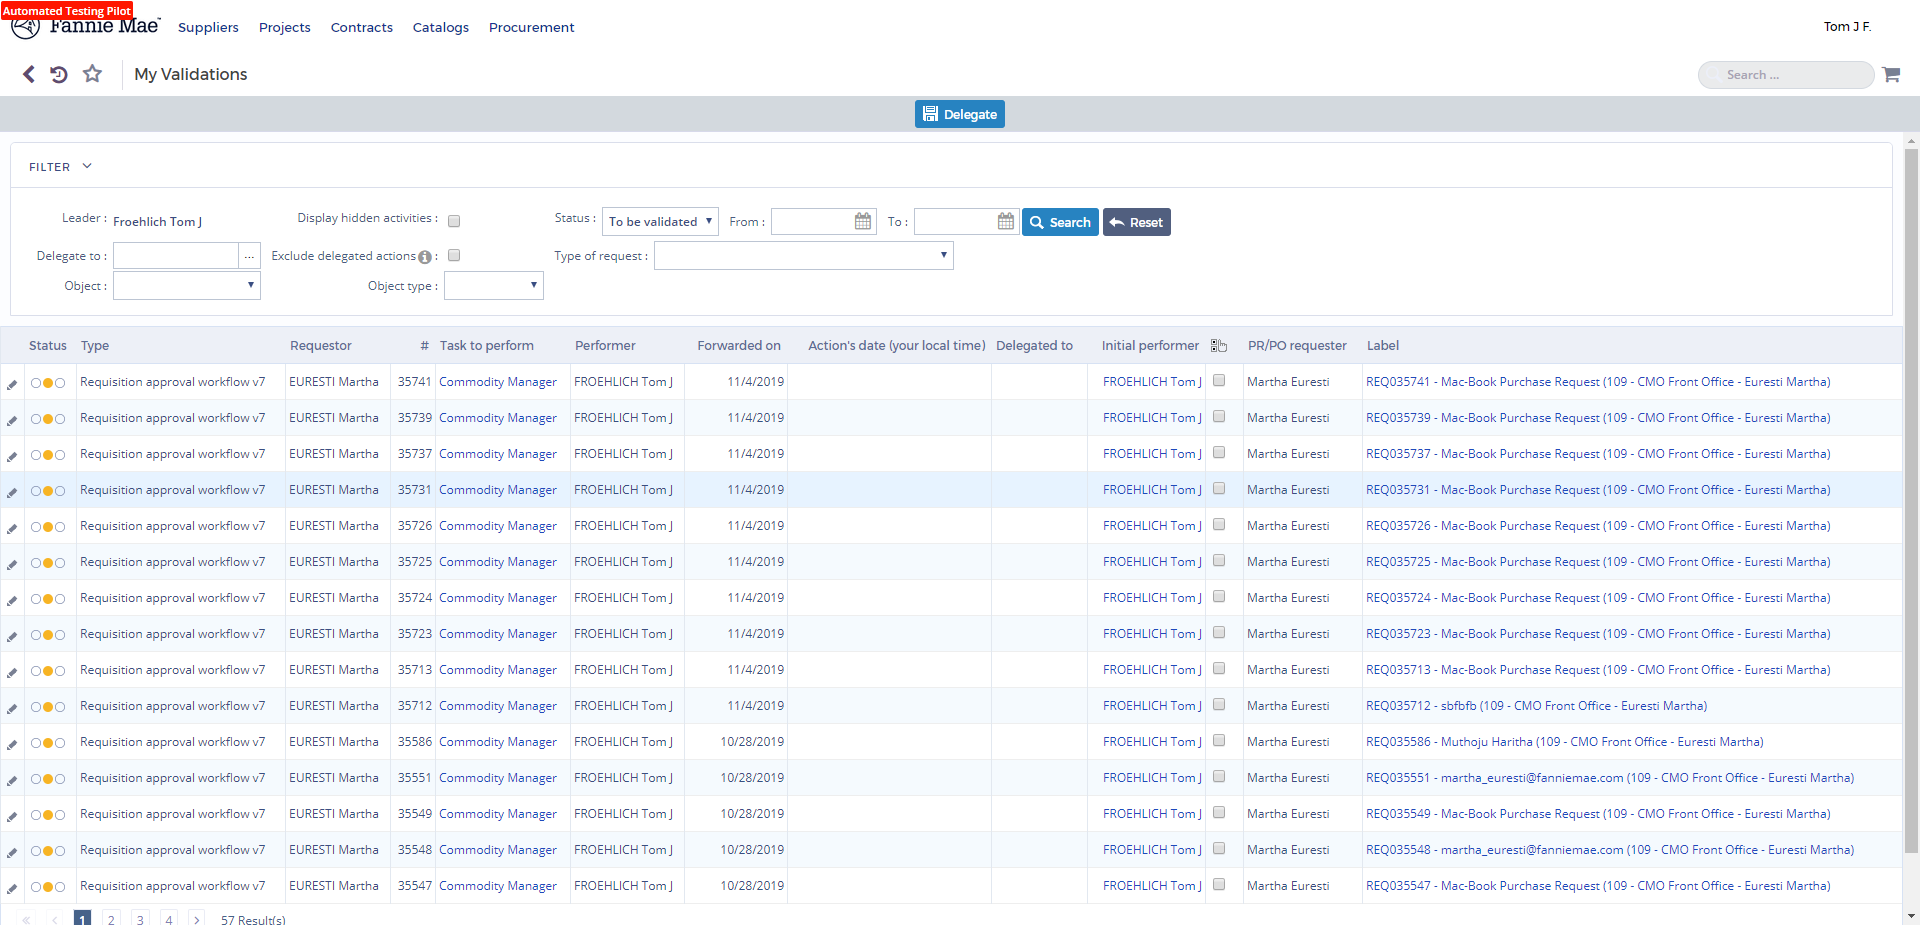 Automated Testing Pilot
Fannie Mae™ Suppliers Projects Contracts Catalogs Procurement Tom J F.
My Validations Search ...
Delegate
FILTER
Leader : Froehlich Tom J Display hidden activities : Status : To be validated From : To : Search Reset
Delegate to : ... Exclude delegated actions : Type of request :
Object : Object type :
Status Type Requestor # Task to perform Performer Forwarded on Action's date (your local time) Delegated to Initial performer PR/PO requester Label
Requisition approval workflow v7 EURESTI Martha 35741 Commodity Manager FROEHLICH Tom J 11/4/2019 FROEHLICH Tom J Martha Euresti REQ035741 - Mac-Book Purchase Request (109 - CMO Front Office - Euresti Martha)
Requisition approval workflow v7 EURESTI Martha 35739 Commodity Manager FROEHLICH Tom J 11/4/2019 FROEHLICH Tom J Martha Euresti REQ035739 - Mac-Book Purchase Request (109 - CMO Front Office - Euresti Martha)
Requisition approval workflow v7 EURESTI Martha 35737 Commodity Manager FROEHLICH Tom J 11/4/2019 FROEHLICH Tom J Martha Euresti REQ035737 - Mac-Book Purchase Request (109 - CMO Front Office - Euresti Martha)
Requisition approval workflow v7 EURESTI Martha 35731 Commodity Manager FROEHLICH Tom J 11/4/2019 FROEHLICH Tom J Martha Euresti REQ035731 - Mac-Book Purchase Request (109 - CMO Front Office - Euresti Martha)
Requisition approval workflow v7 EURESTI Martha 35726 Commodity Manager FROEHLICH Tom J 11/4/2019 FROEHLICH Tom J Martha Euresti REQ035726 - Mac-Book Purchase Request (109 - CMO Front Office - Euresti Martha)
Requisition approval workflow v7 EURESTI Martha 35725 Commodity Manager FROEHLICH Tom J 11/4/2019 FROEHLICH Tom J Martha Euresti REQ035725 - Mac-Book Purchase Request (109 - CMO Front Office - Euresti Martha)
Requisition approval workflow v7 EURESTI Martha 35724 Commodity Manager FROEHLICH Tom J 11/4/2019 FROEHLICH Tom J Martha Euresti REQ035724 - Mac-Book Purchase Request (109 - CMO Front Office - Euresti Martha)
Requisition approval workflow v7 EURESTI Martha 35723 Commodity Manager FROEHLICH Tom J 11/4/2019 FROEHLICH Tom J Martha Euresti REQ035723 - Mac-Book Purchase Request (109 - CMO Front Office - Euresti Martha)
Requisition approval workflow v7 EURESTI Martha 35713 Commodity Manager FROEHLICH Tom J 11/4/2019 FROEHLICH Tom J Martha Euresti REQ035713 - Mac-Book Purchase Request (109 - CMO Front Office - Euresti Martha)
Requisition approval workflow v7 EURESTI Martha 35712 Commodity Manager FROEHLICH Tom J 11/4/2019 FROEHLICH Tom J Martha Euresti REQ035712 - sbfbfb (109 - CMO Front Office - Euresti Martha)
Requisition approval workflow v7 EURESTI Martha 35586 Commodity Manager FROEHLICH Tom J 10/28/2019 FROEHLICH Tom J Martha Euresti REQ035586 - Muthoju Haritha (109 - CMO Front Office - Euresti Martha)
Requisition approval workflow v7 EURESTI Martha 35551 Commodity Manager FROEHLICH Tom J 10/28/2019 FROEHLICH Tom J Martha Euresti REQ035551 - martha_euresti@fanniemae.com (109 - CMO Front Office - Euresti Martha)
Requisition approval workflow v7 EURESTI Martha 35549 Commodity Manager FROEHLICH Tom J 10/28/2019 FROEHLICH Tom J Martha Euresti REQ035549 - Mac-Book Purchase Request (109 - CMO Front Office - Euresti Martha)
Requisition approval workflow v7 EURESTI Martha 35548 Commodity Manager FROEHLICH Tom J 10/28/2019 FROEHLICH Tom J Martha Euresti REQ035548 - martha_euresti@fanniemae.com (109 - CMO Front Office - Euresti Martha)
Requisition approval workflow v7 EURESTI Martha 35547 Commodity Manager FROEHLICH Tom J 10/28/2019 FROEHLICH Tom J Martha Euresti REQ035547 - Mac-Book Purchase Request (109 - CMO Front Office - Euresti Martha)
« < 1 2 3 4 > 57 Result(s)